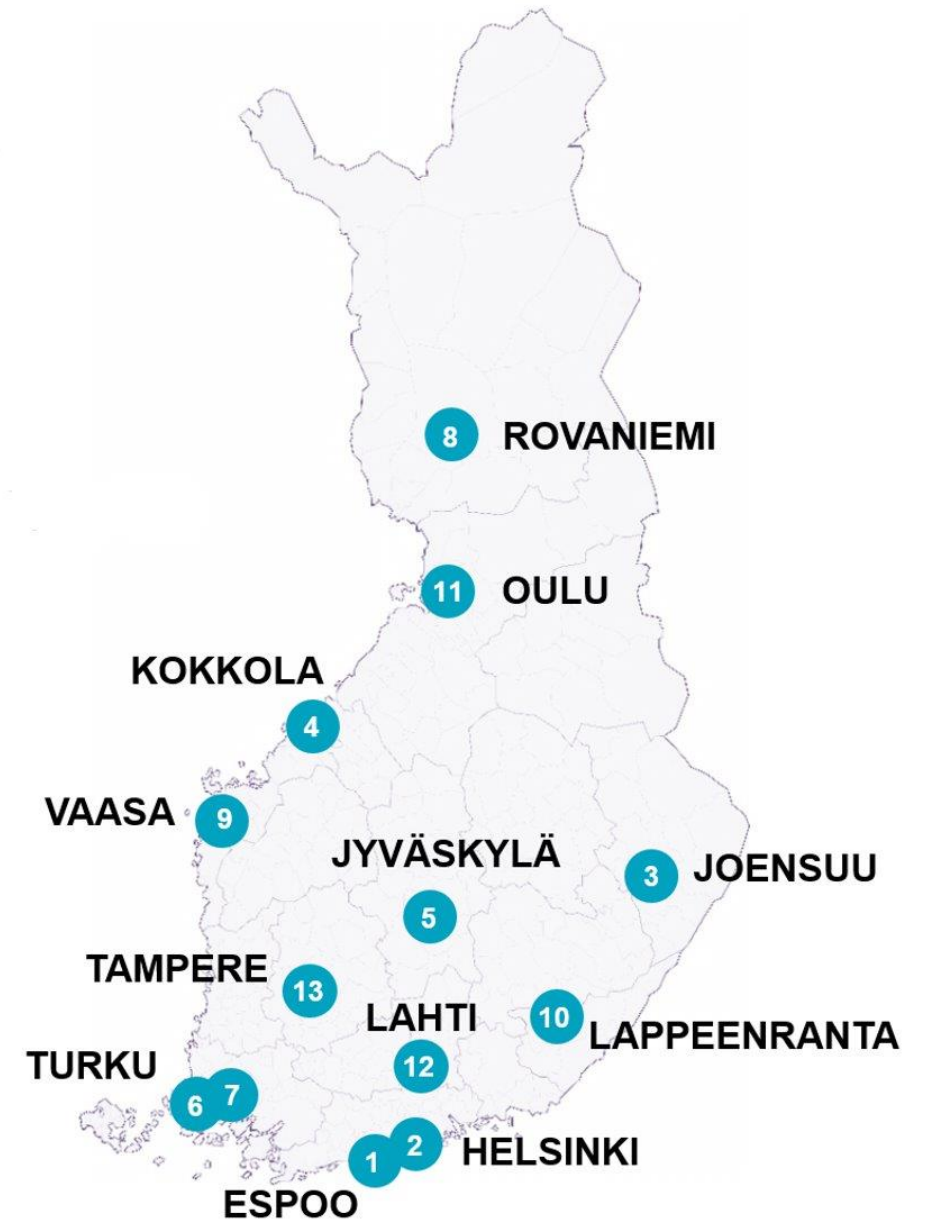 8 ROVANIEMI
11 OULU
KOKKOLA
4
VAASA 9
JYVÄSKYLÄ
3 JOENSUU
5
TAMPERE
13
LAHTI
10
LAPPEENRANTA
TURKU
12
6 7
2 HELSINKI
1
ESPOO